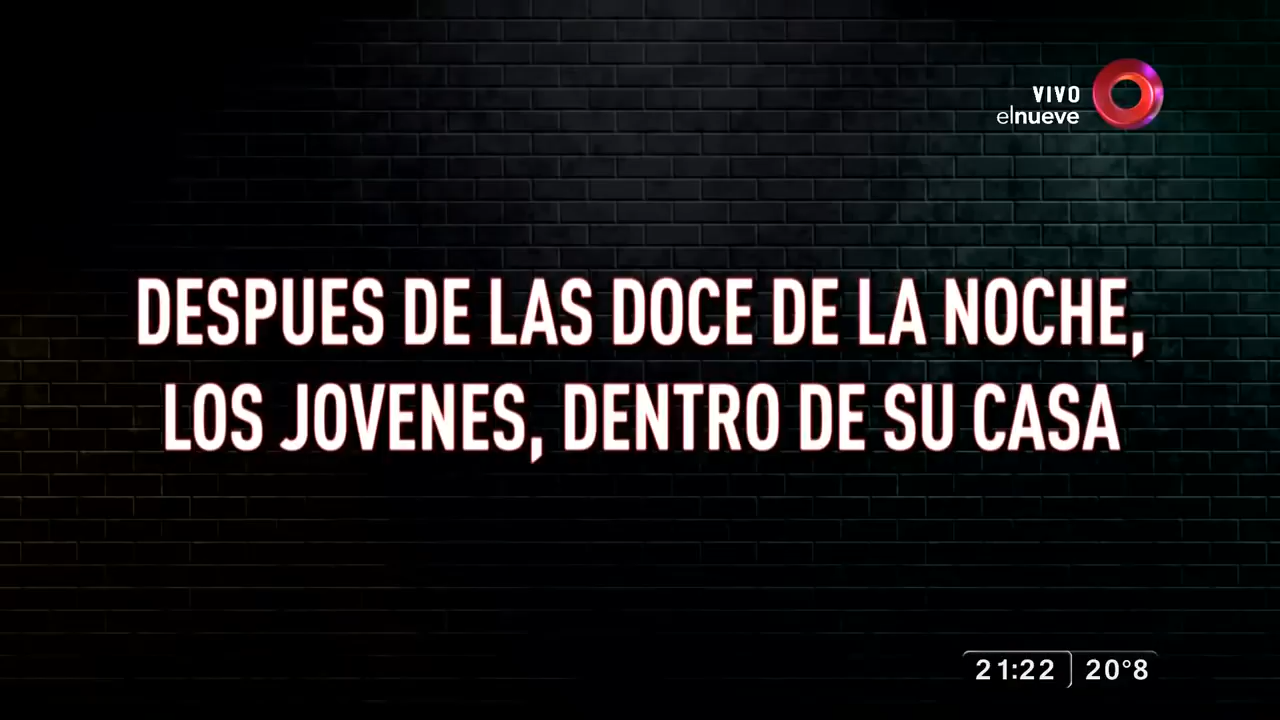 VIVO
elnueve
DESPUES DE LAS DOCE DE LA NOCHE,
LOS JOVENES, DENTRO DE SU CASA
21:22 20°8